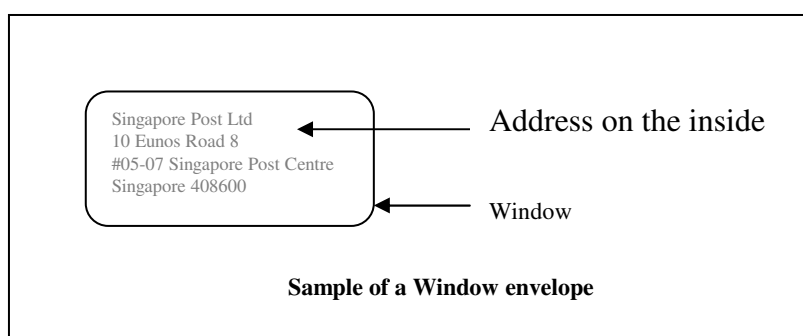 Singapore Post Ltd
10 Eunos Road 8
#05-07 Singapore Post Centre
Singapore 408600
Address on the inside
Window
Sample of a Window envelope